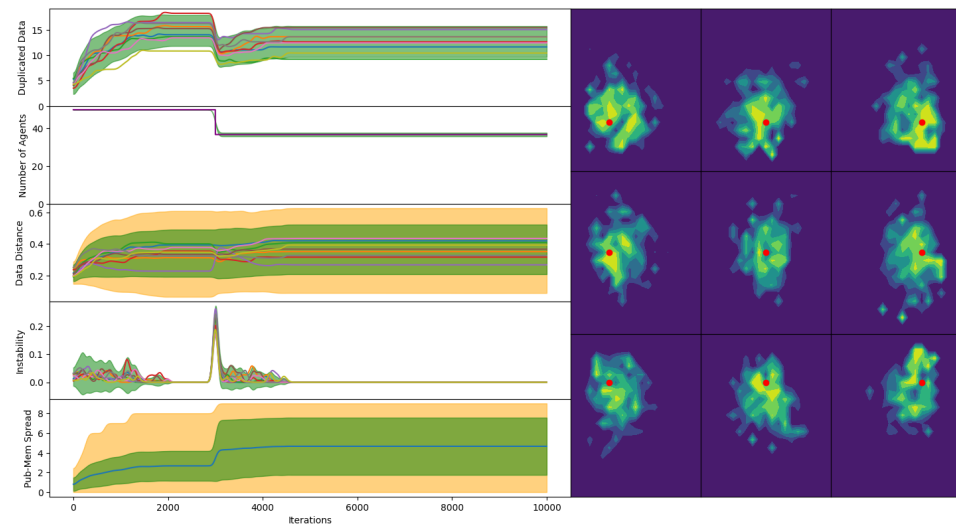 Duplicated Data
15
10
5
0
Number of Agents
40
20
0
Data Distance
0.6
0.4
0.2
Instability
0.2
0.1
0.0
Pub-Mem Spread
8
6
4
2
0
0 2000 4000 6000 8000 10000
Iterations